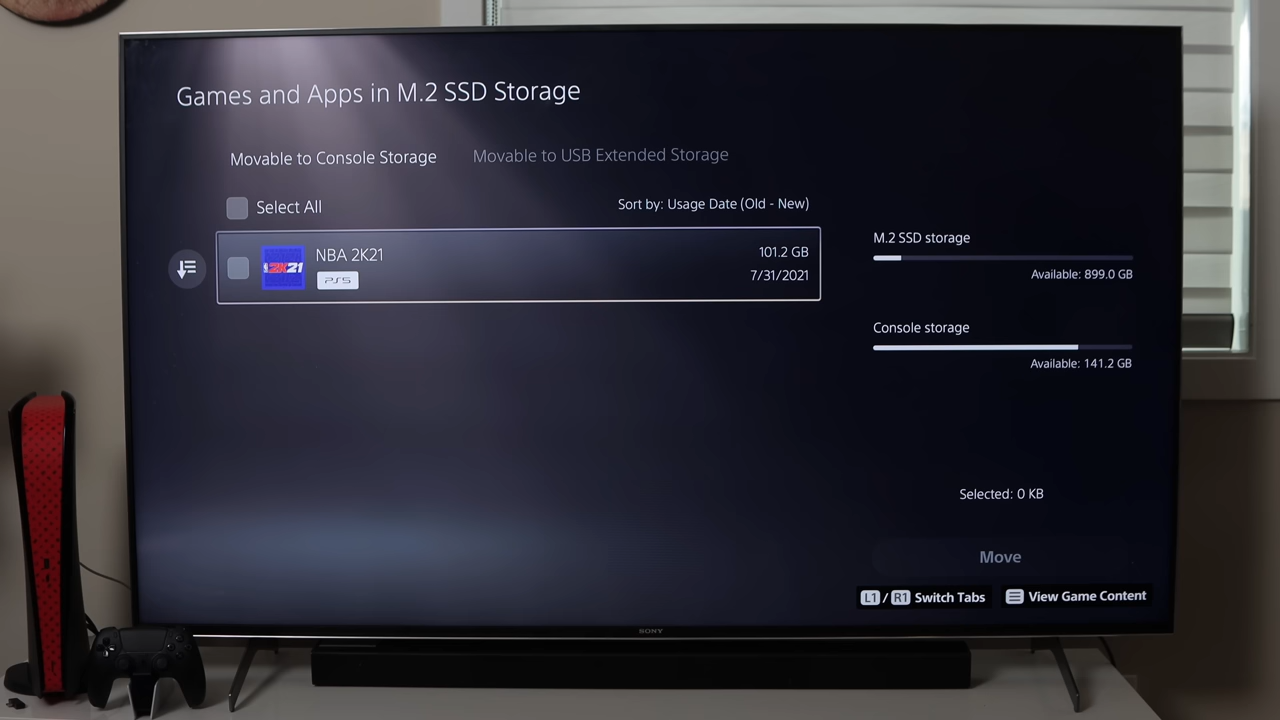 Games and Apps in M.2 SSD Storage
Movable to Console Storage
Movable to USB Extended Storage
Select All
Sort by: Usage Date (Old - New)
2K21
NBA 2K21
PS5
101.2 GB
7/31/2021
M.2 SSD storage
Available: 899.0 GB
Console storage
Available: 141.2 GB
Selected: 0 KB
Move
L1 / R1 Switch Tabs
View Game Content
SONY